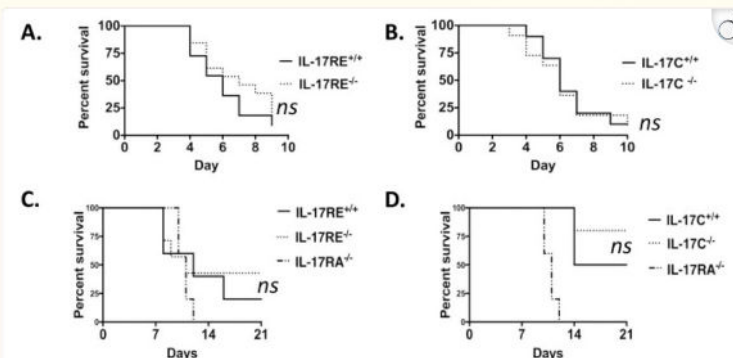 A.
Percent survival
100
75
50
25
0
0 2 4 6 8 10
Day
IL-17RE+/+
IL-17RE-/-
ns
B.
Percent survival
100
75
50
25
0
0 2 4 6 8 10
Day
IL-17C+/+
IL-17C -/-
ns
C.
Percent survival
100
75
50
25
0
0 7 14 21
Days
IL-17RE+/+
IL-17RE-/-
IL-17RA-/-
ns
D.
Percent survival
100
75
50
25
0
0 7 14 21
Days
IL-17C+/+
IL-17C-/-
IL-17RA-/-
ns